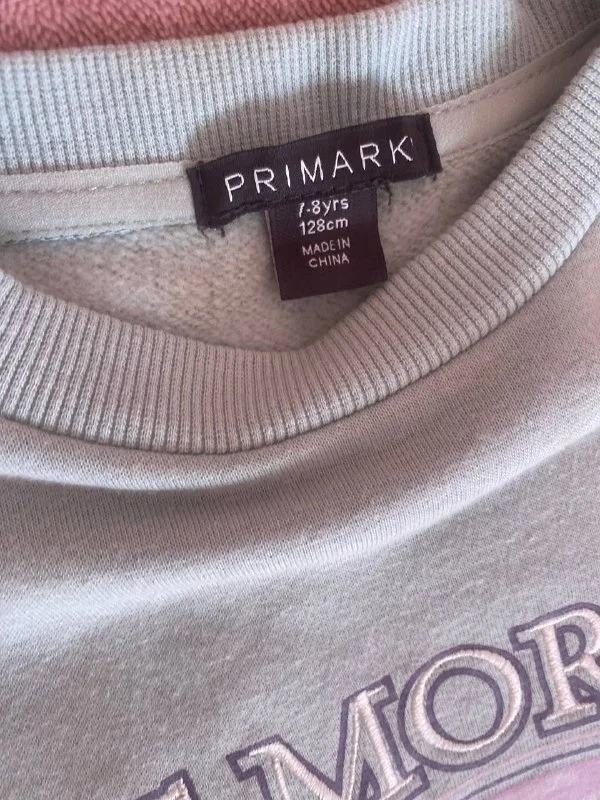 PRIMARK
7-8yrs
128cm
MADE IN
CHINA
MOR